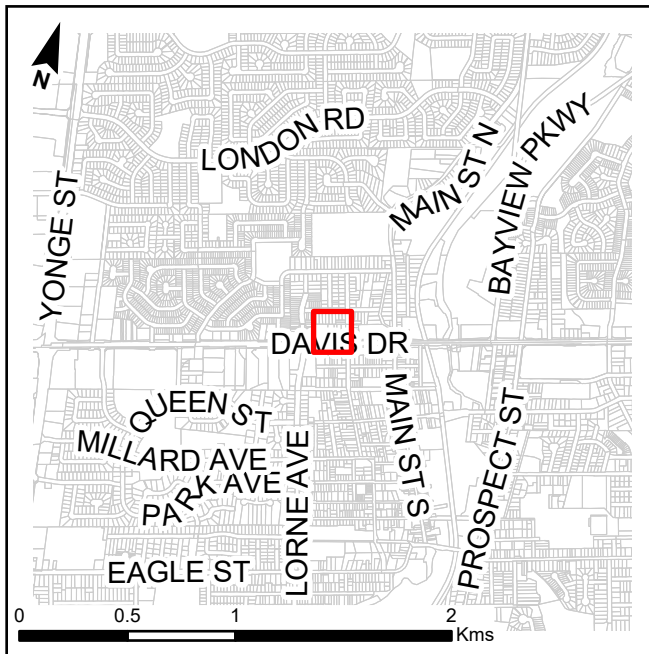 N
LONDON RD
MAIN ST N
BAYVIEW PKWY
YONGE ST
DAVIS DR
QUEEN ST
MAIN ST S
MILLARD AVE
PARK AVE
LORNE AVE
PROSPECT ST
EAGLE ST
0 0.5 1 2
Kms